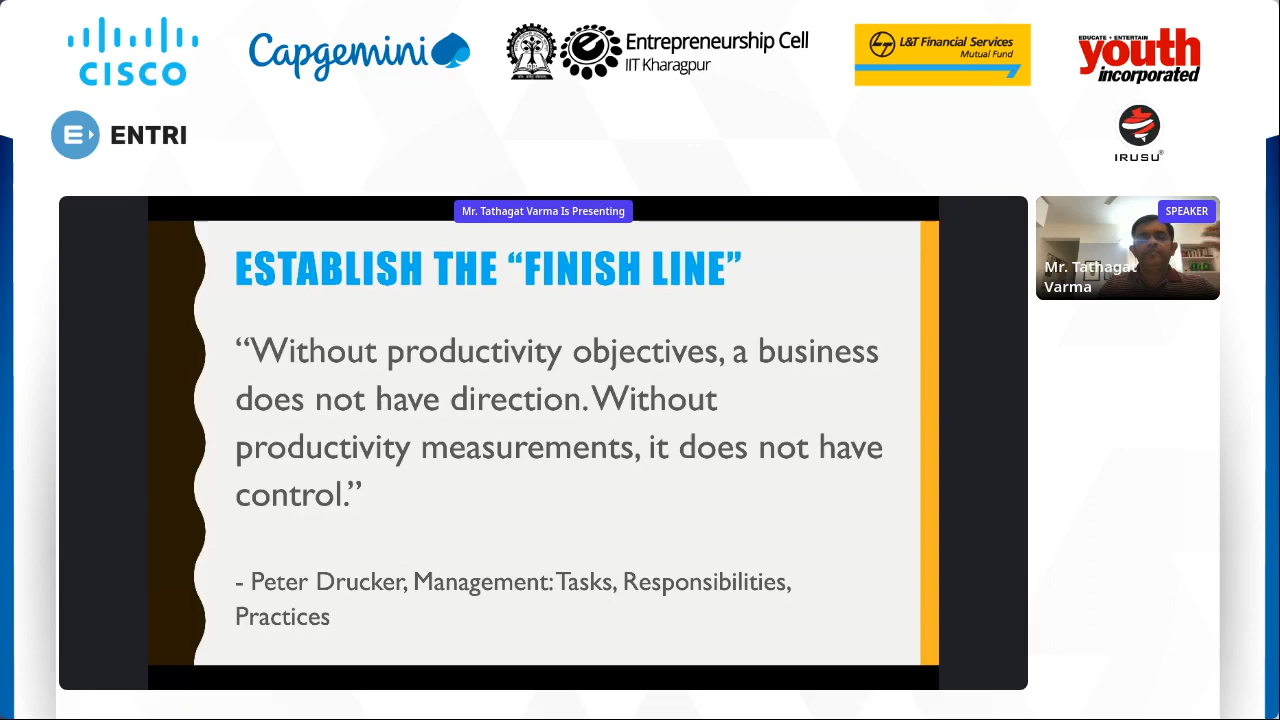 CISCO
Capgemini
Entrepreneurship Cell
IIT Kharagpur
L&T Financial Services
Mutual Fund
EDUCATE • ENTERTAIN
youth
incorporated
E ENTRI
IRUSU®
Mr. Tathagat Varma Is Presenting
SPEAKER
Mr. Tathagat
Varma
ESTABLISH THE “FINISH LINE”
“Without productivity objectives, a business
does not have direction. Without
productivity measurements, it does not have
control.”
- Peter Drucker, Management: Tasks, Responsibilities,
Practices